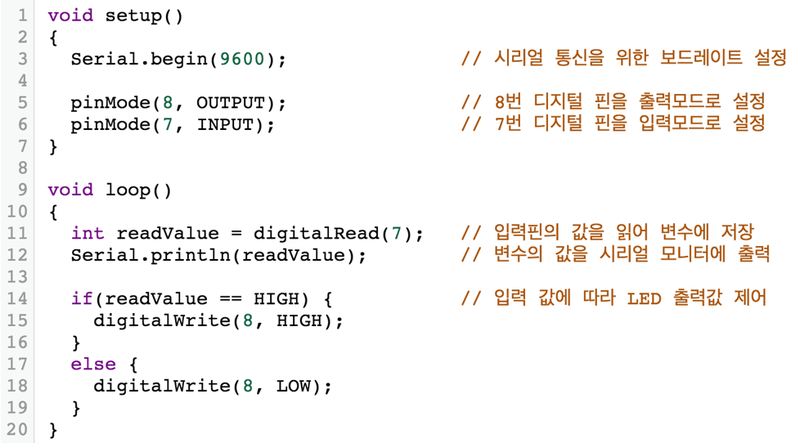 1 void setup()
2 {
3   Serial.begin(9600);               // 시리얼 통신을 위한 보드레이트 설정
4
5   pinMode(8, OUTPUT);               // 8번 디지털 핀을 출력모드로 설정
6   pinMode(7, INPUT);                // 7번 디지털 핀을 입력모드로 설정
7 }
8
9 void loop()
10 {
11   int readValue = digitalRead(7);   // 입력핀의 값을 읽어 변수에 저장
12   Serial.println(readValue);        // 변수의 값을 시리얼 모니터에 출력
13
14   if(readValue == HIGH) {           // 입력 값에 따라 LED 출력값 제어
15     digitalWrite(8, HIGH);
16   }
17   else {
18     digitalWrite(8, LOW);
19   }
20 }